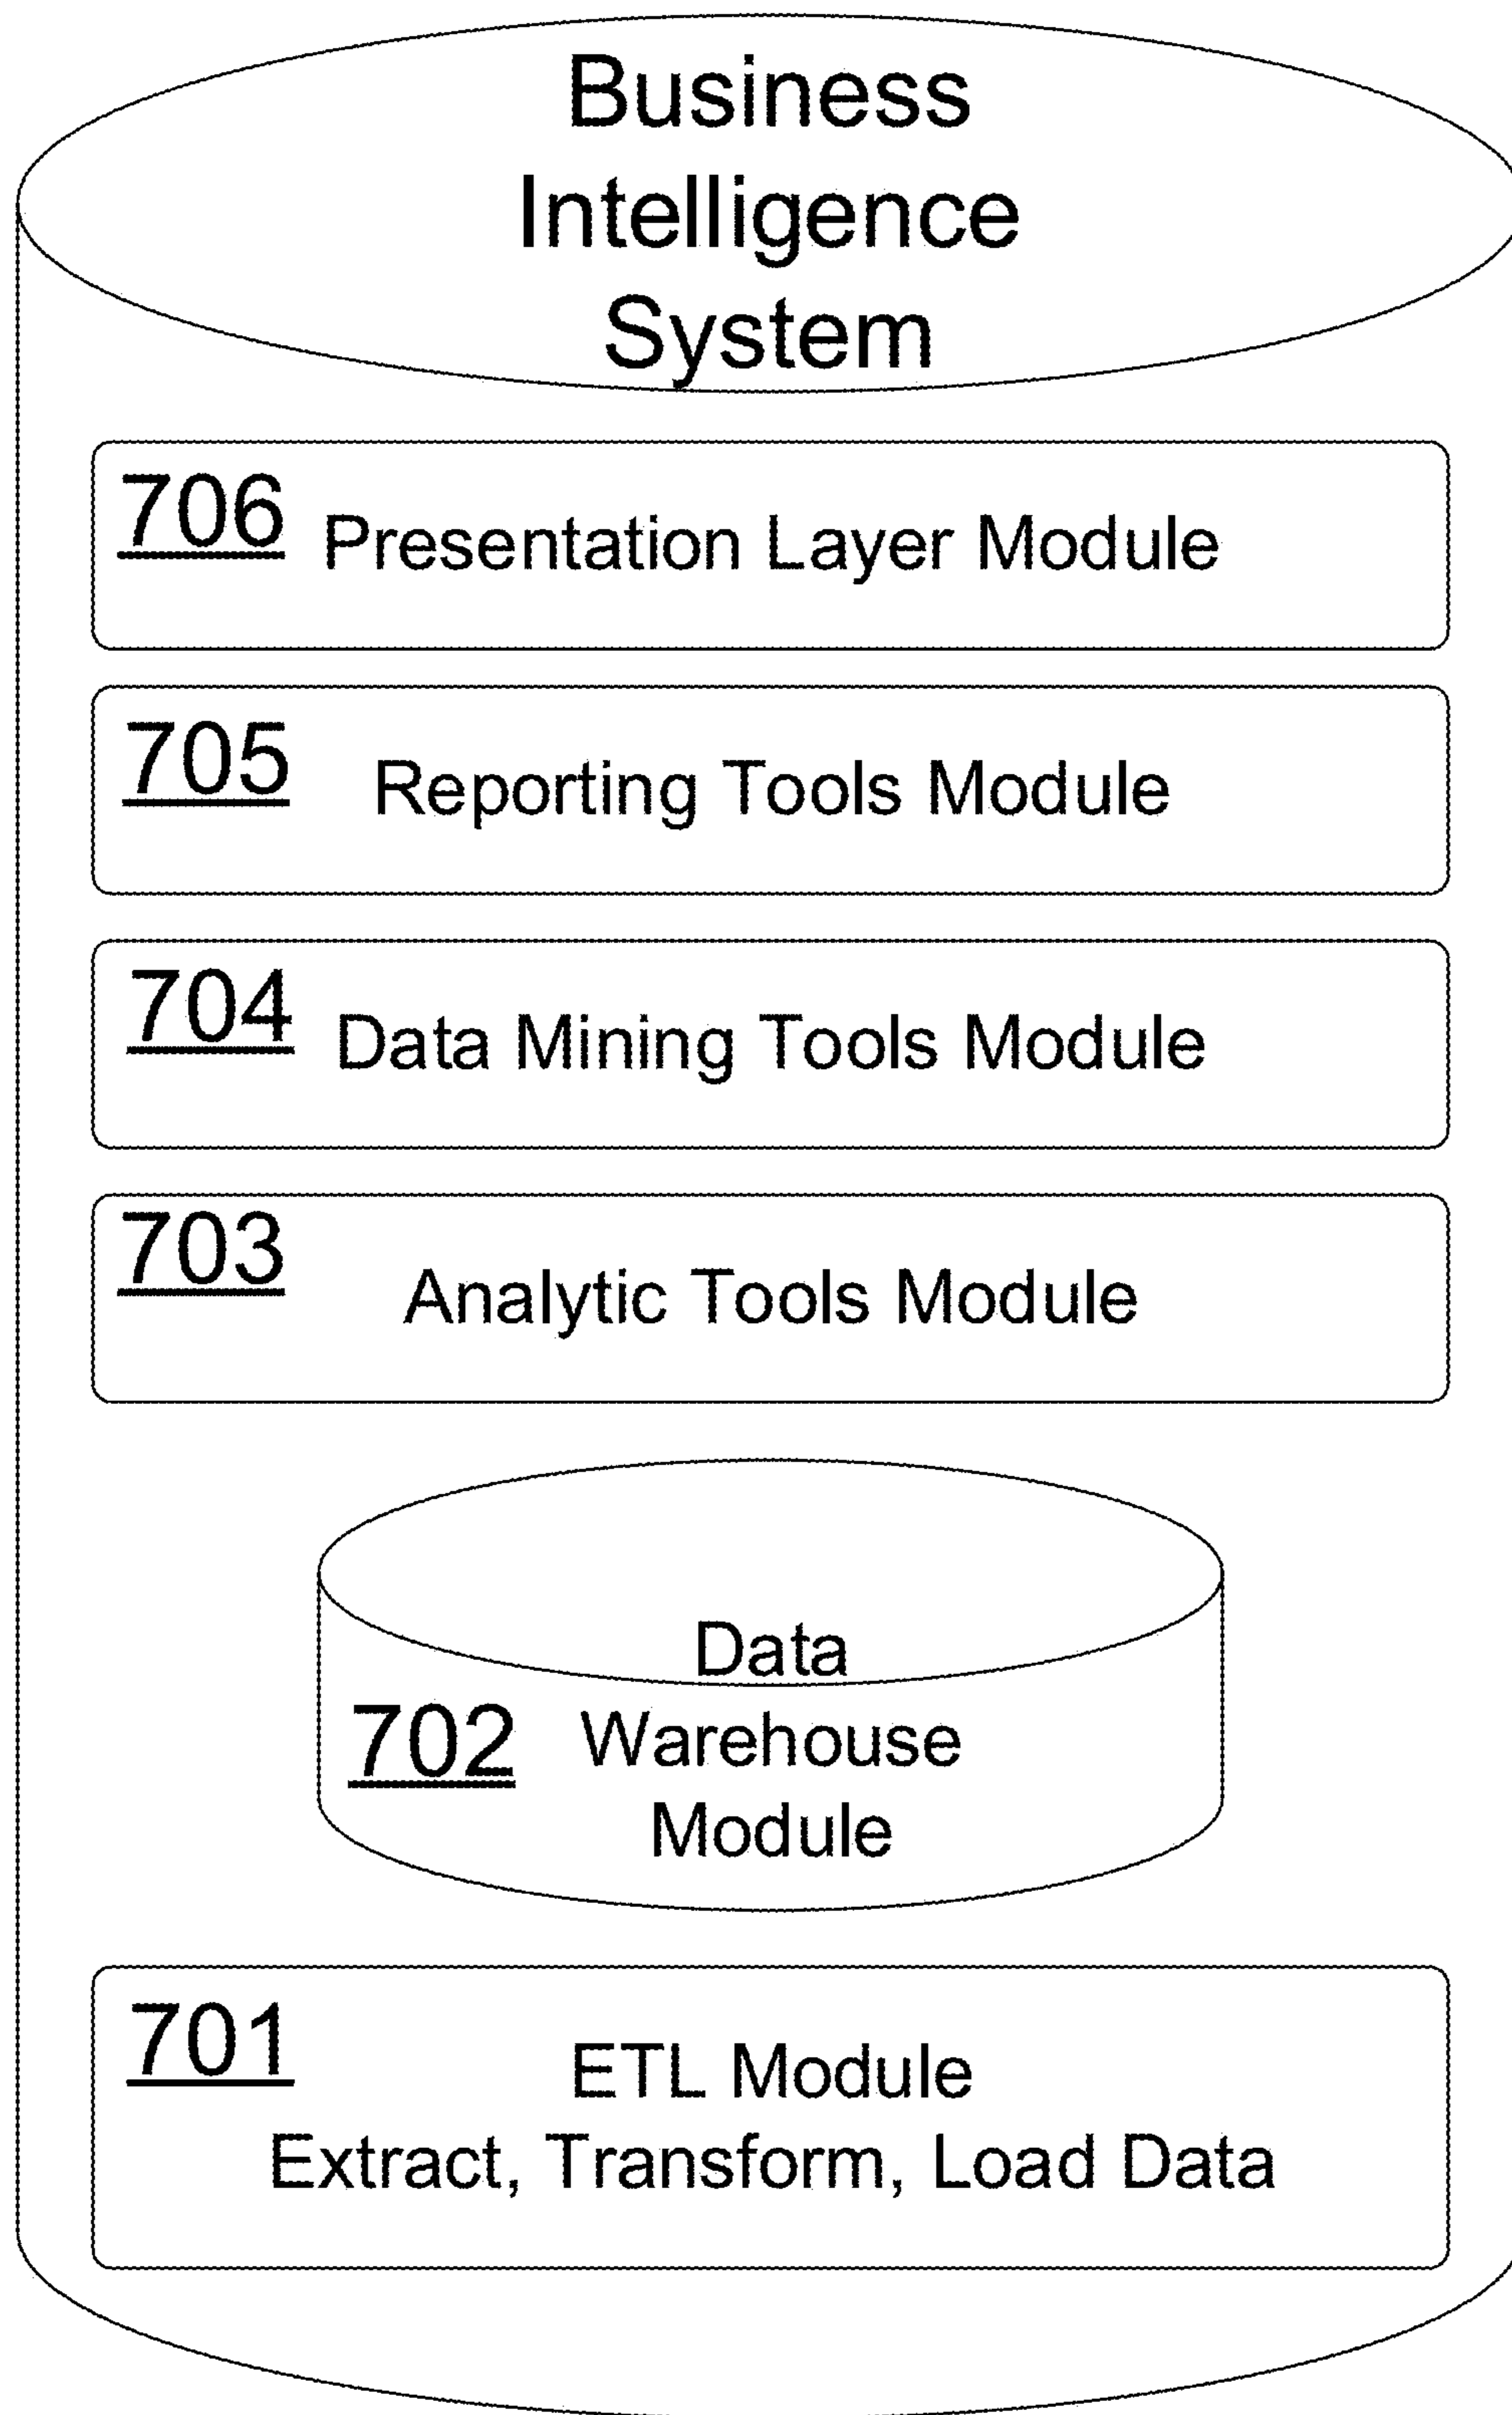 Business
Intelligence
System
706 Presentation Layer Module
705 Reporting Tools Module
704 Data Mining Tools Module
703 Analytic Tools Module
Data
702 Warehouse
Module
701
ETL Module
Extract, Transform, Load Data